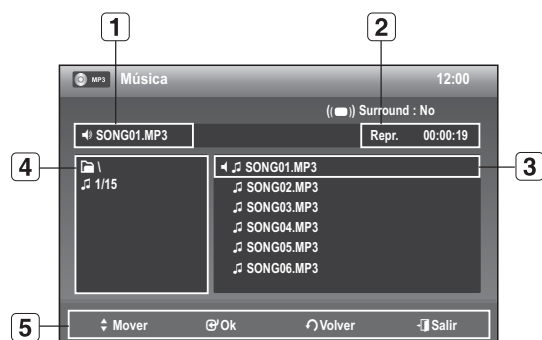 1
2
MP3 Música 12:00
Surround : No
SONG01.MP3 Repr. 00:00:19
4
\
1/15
SONG01.MP3
3
SONG02.MP3
SONG03.MP3
SONG04.MP3
SONG05.MP3
SONG06.MP3
5
Mover Ok Volver Salir